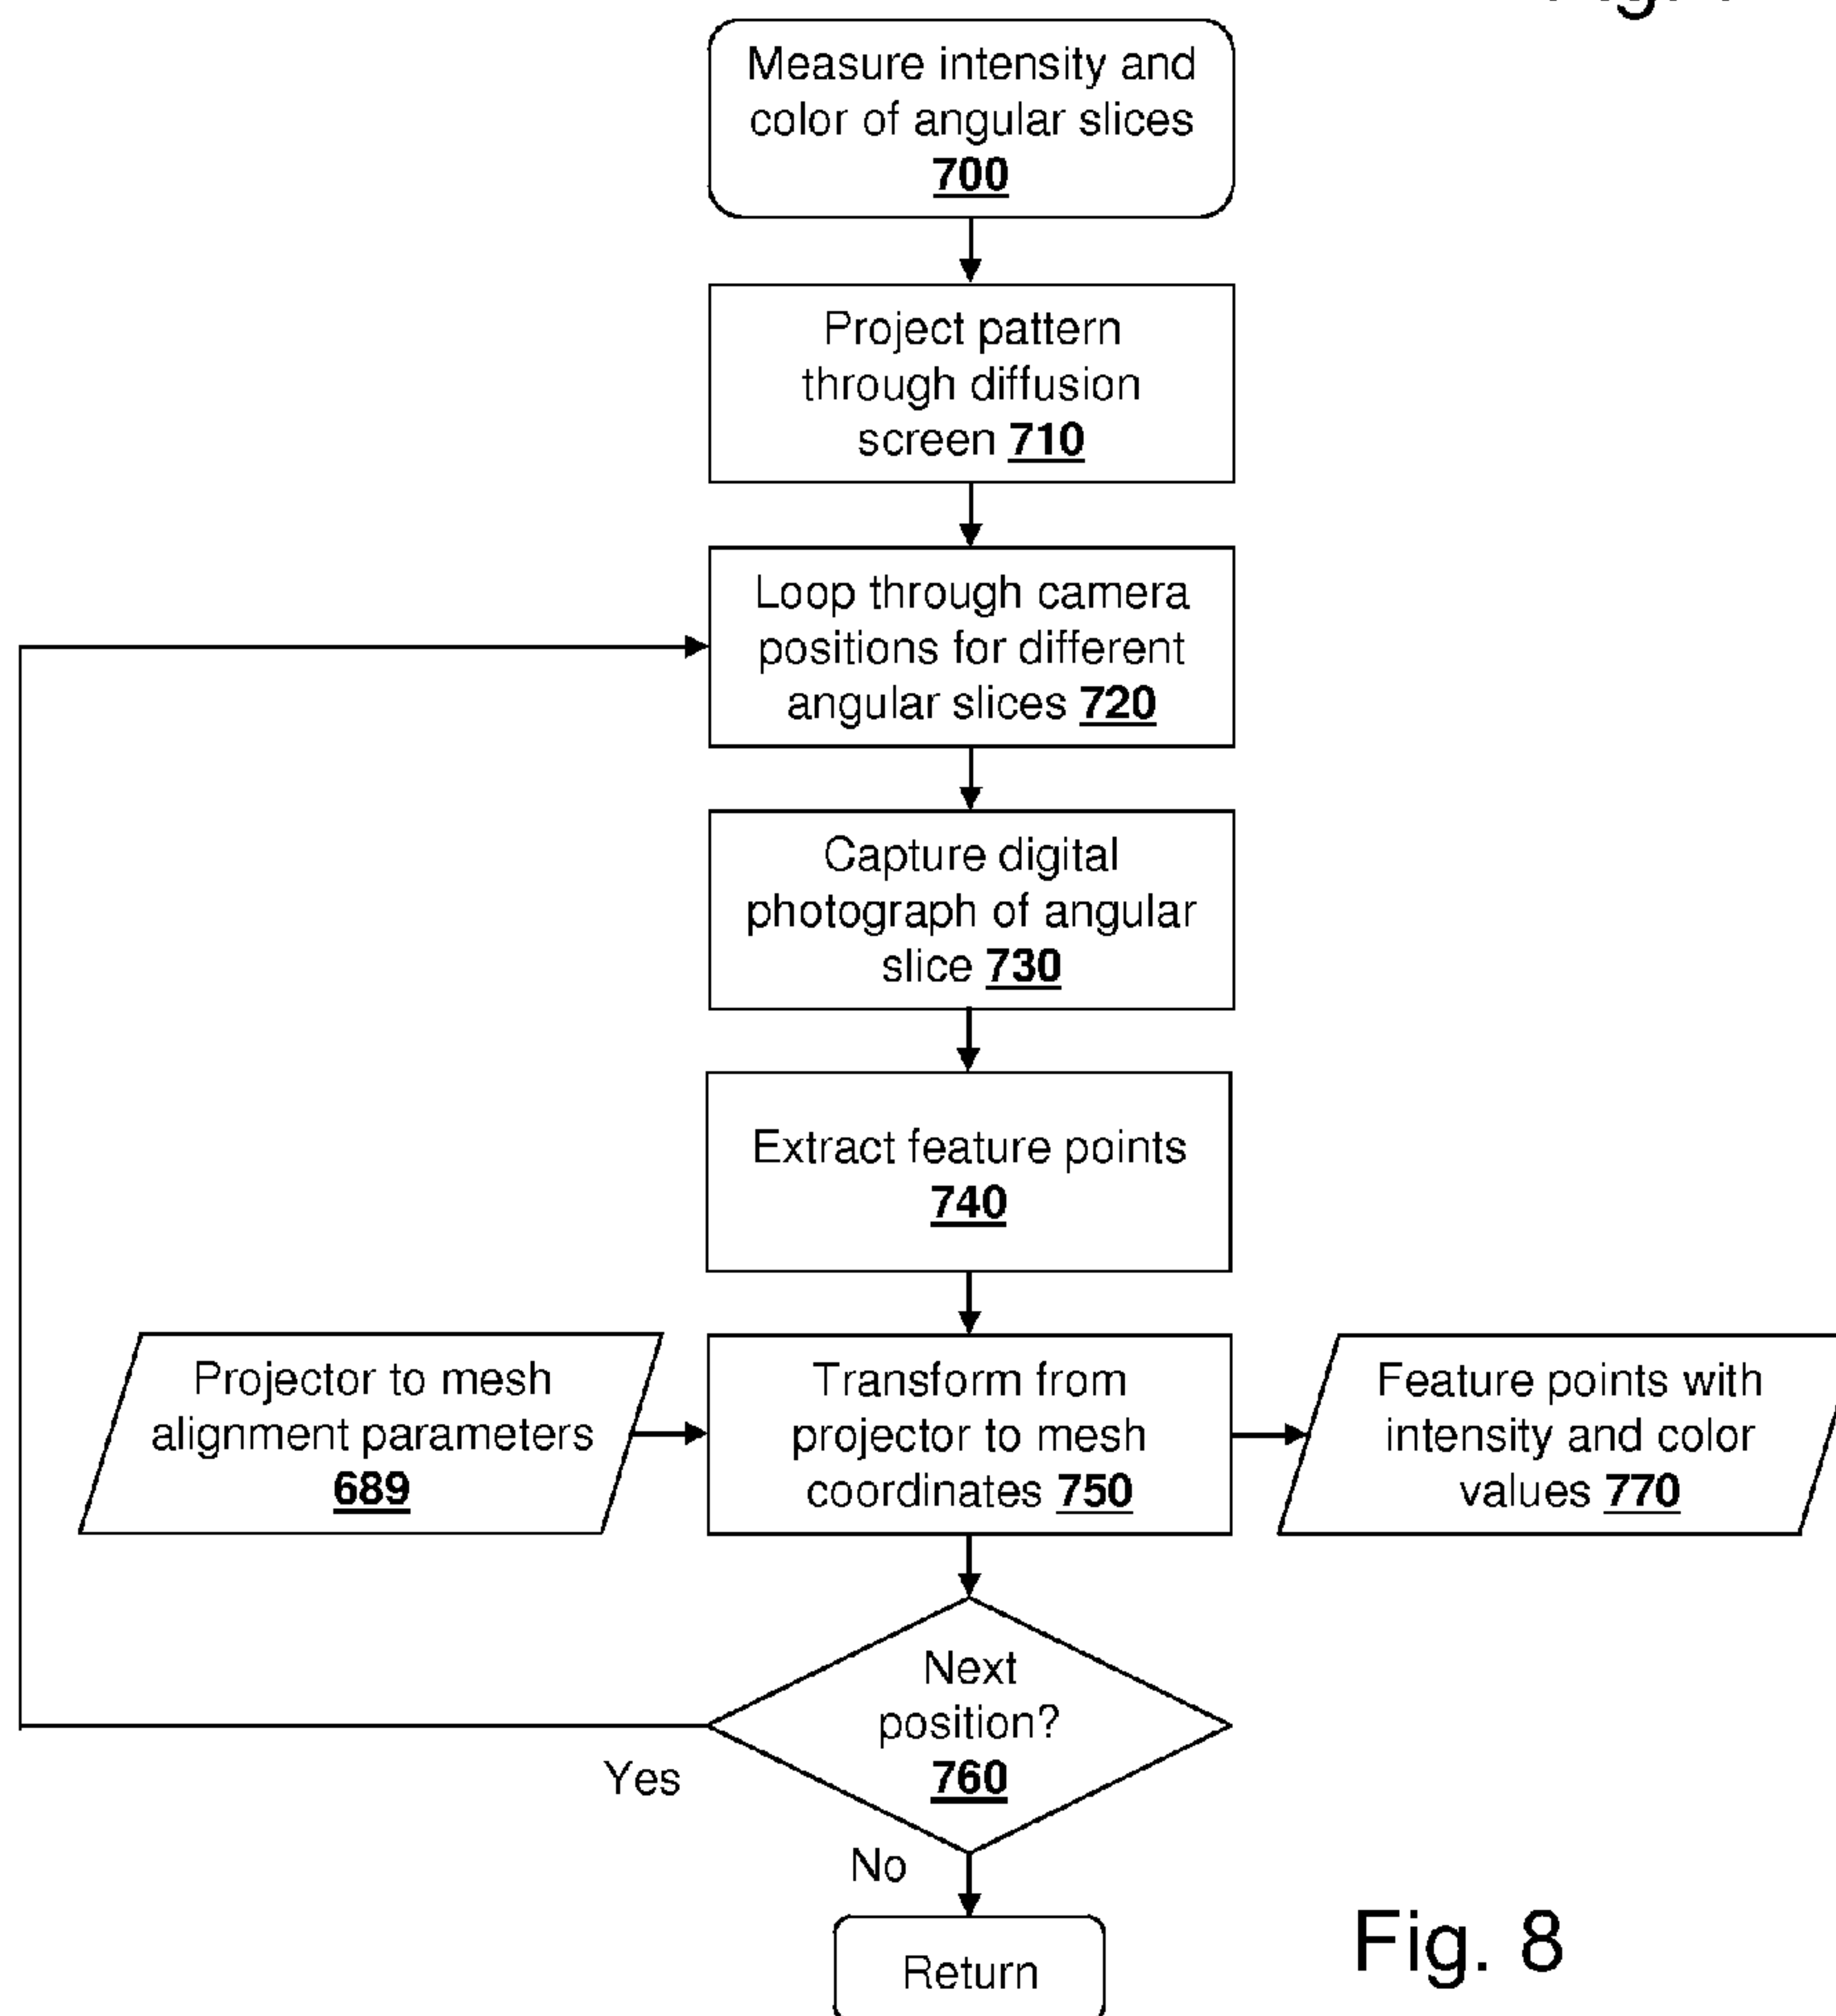 Measure intensity and
color of angular slices
700
Project pattern
through diffusion
screen 710
Loop through camera
positions for different
angular slices 720
Capture digital
photograph of angular
slice 730
Extract feature points
740
Projector to mesh
alignment parameters
689
Transform from
projector to mesh
coordinates 750
Feature points with
intensity and color
values 770
Next
position?
760
Yes
No
Return
Fig. 8